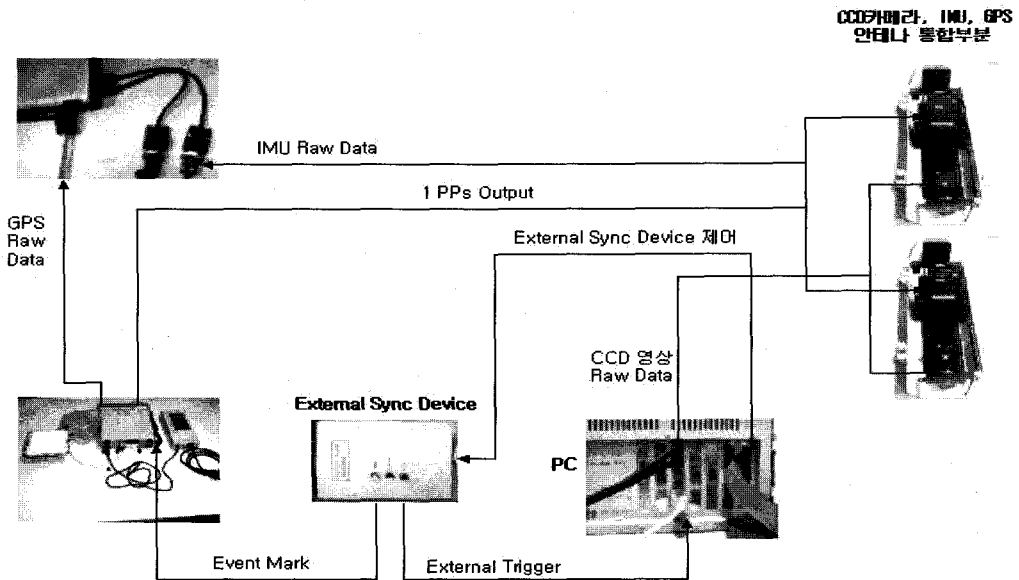 CCD카메라, IMU, GPS
안테나 통합부분
IMU Raw Data
1 PPs Output
GPS
Raw
Data
External Sync Device 제어
CCD 영상
Raw Data
External Sync Device
PC
Event Mark
External Trigger